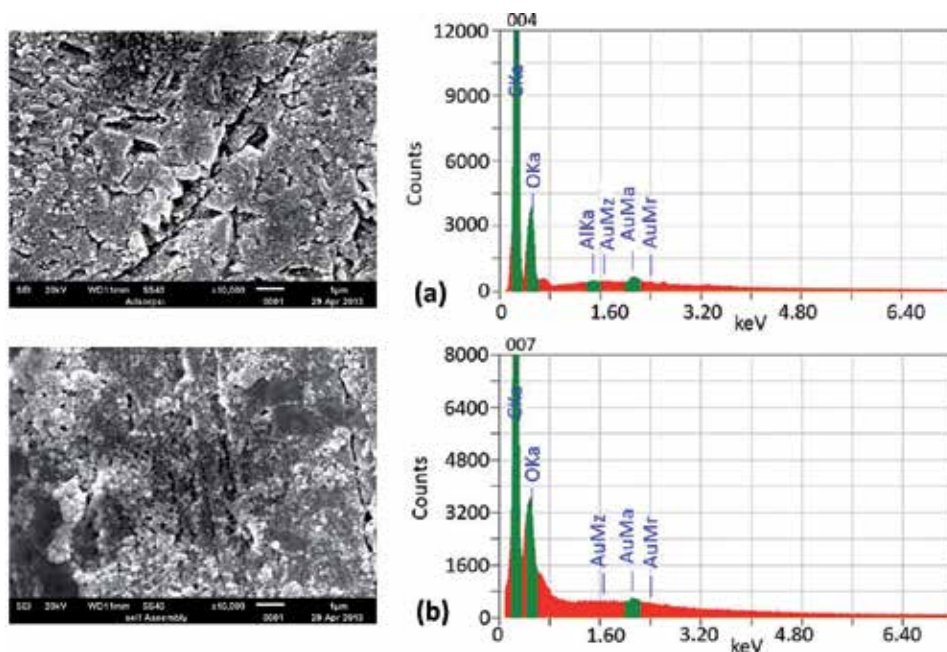 004
12000
9000
6000
3000
0
Counts
CKa
OKa
AlKa
AuMz
AuMa
AuMr
0 1.60 3.20 4.80 6.40
keV
SEI 20kV WD11mm SS40 x10,000 1µm
0001 29 Apr 2013
(a)
007
8000
6400
4800
3200
1600
0
Counts
CKa
OKa
AuMz
AuMa
AuMr
0 1.60 3.20 4.80 6.40
keV
SEI 20kV WD11mm SS40 x10,000 1µm
0001 29 Apr 2013
self Assembly
(b)